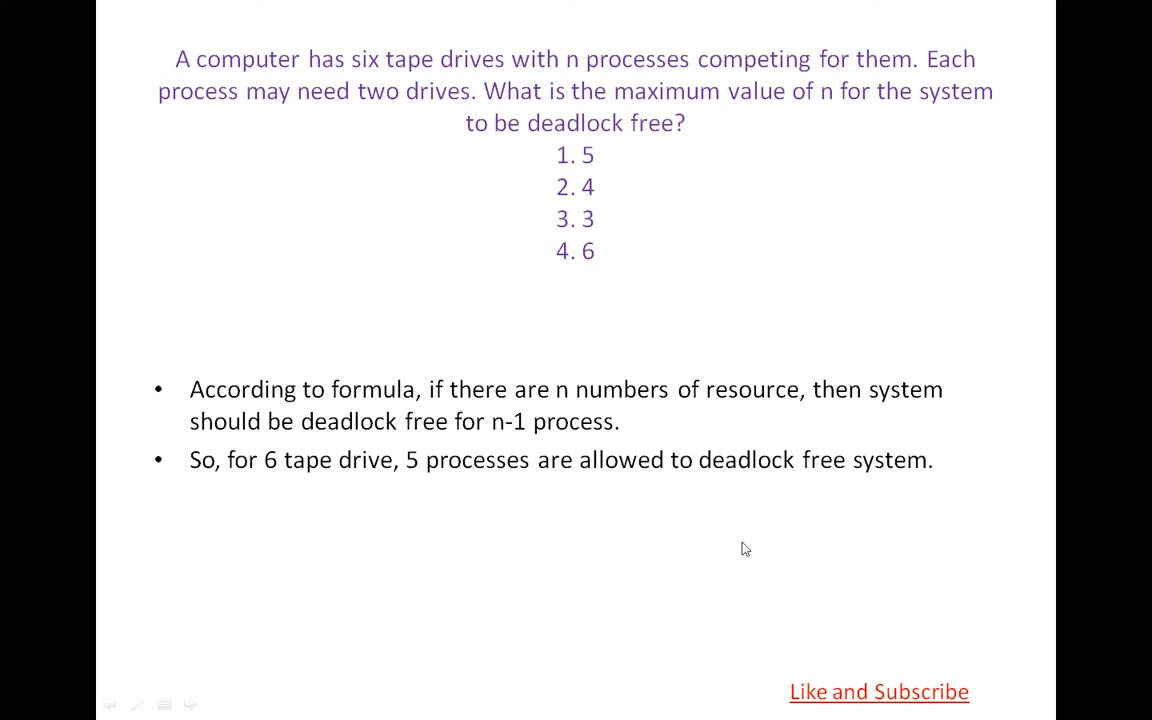 A computer has six tape drives with n processes competing for them. Each
process may need two drives. What is the maximum value of n for the system
to be deadlock free?
1. 5
2. 4
3. 3
4. 6
• According to formula, if there are n numbers of resource, then system
should be deadlock free for n-1 process.
• So, for 6 tape drive, 5 processes are allowed to deadlock free system.
Like and Subscribe